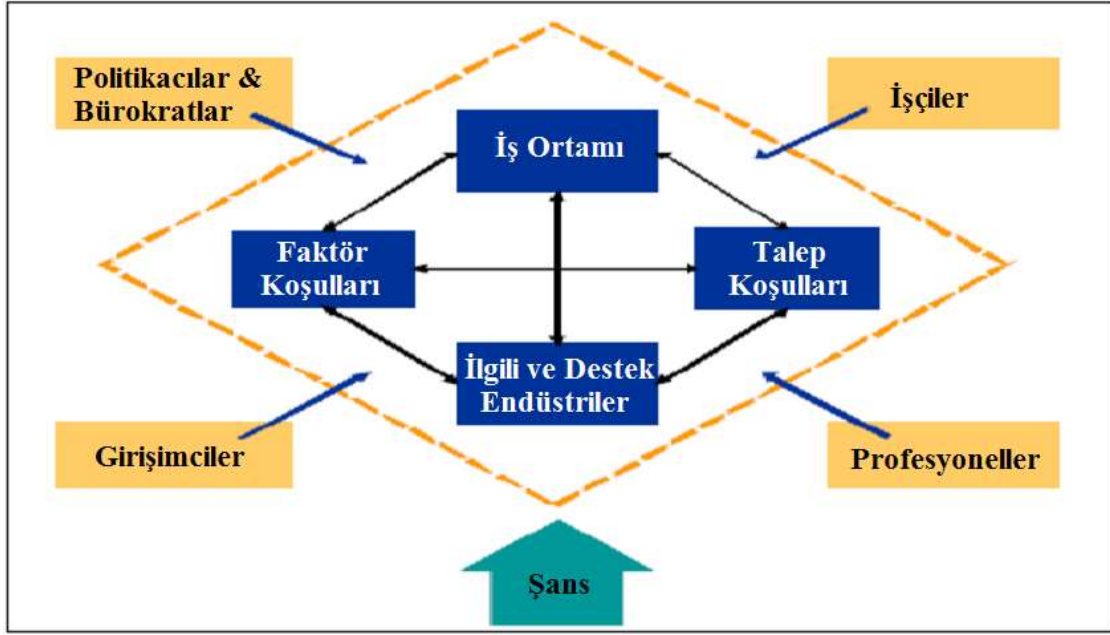 Politikacılar &
Bürokratlar
İşçiler
İş Ortamı
Faktör
Koşulları
Talep
Koşulları
İlgili ve Destek
Endüstriler
Girişimciler
Profesyoneller
Şans